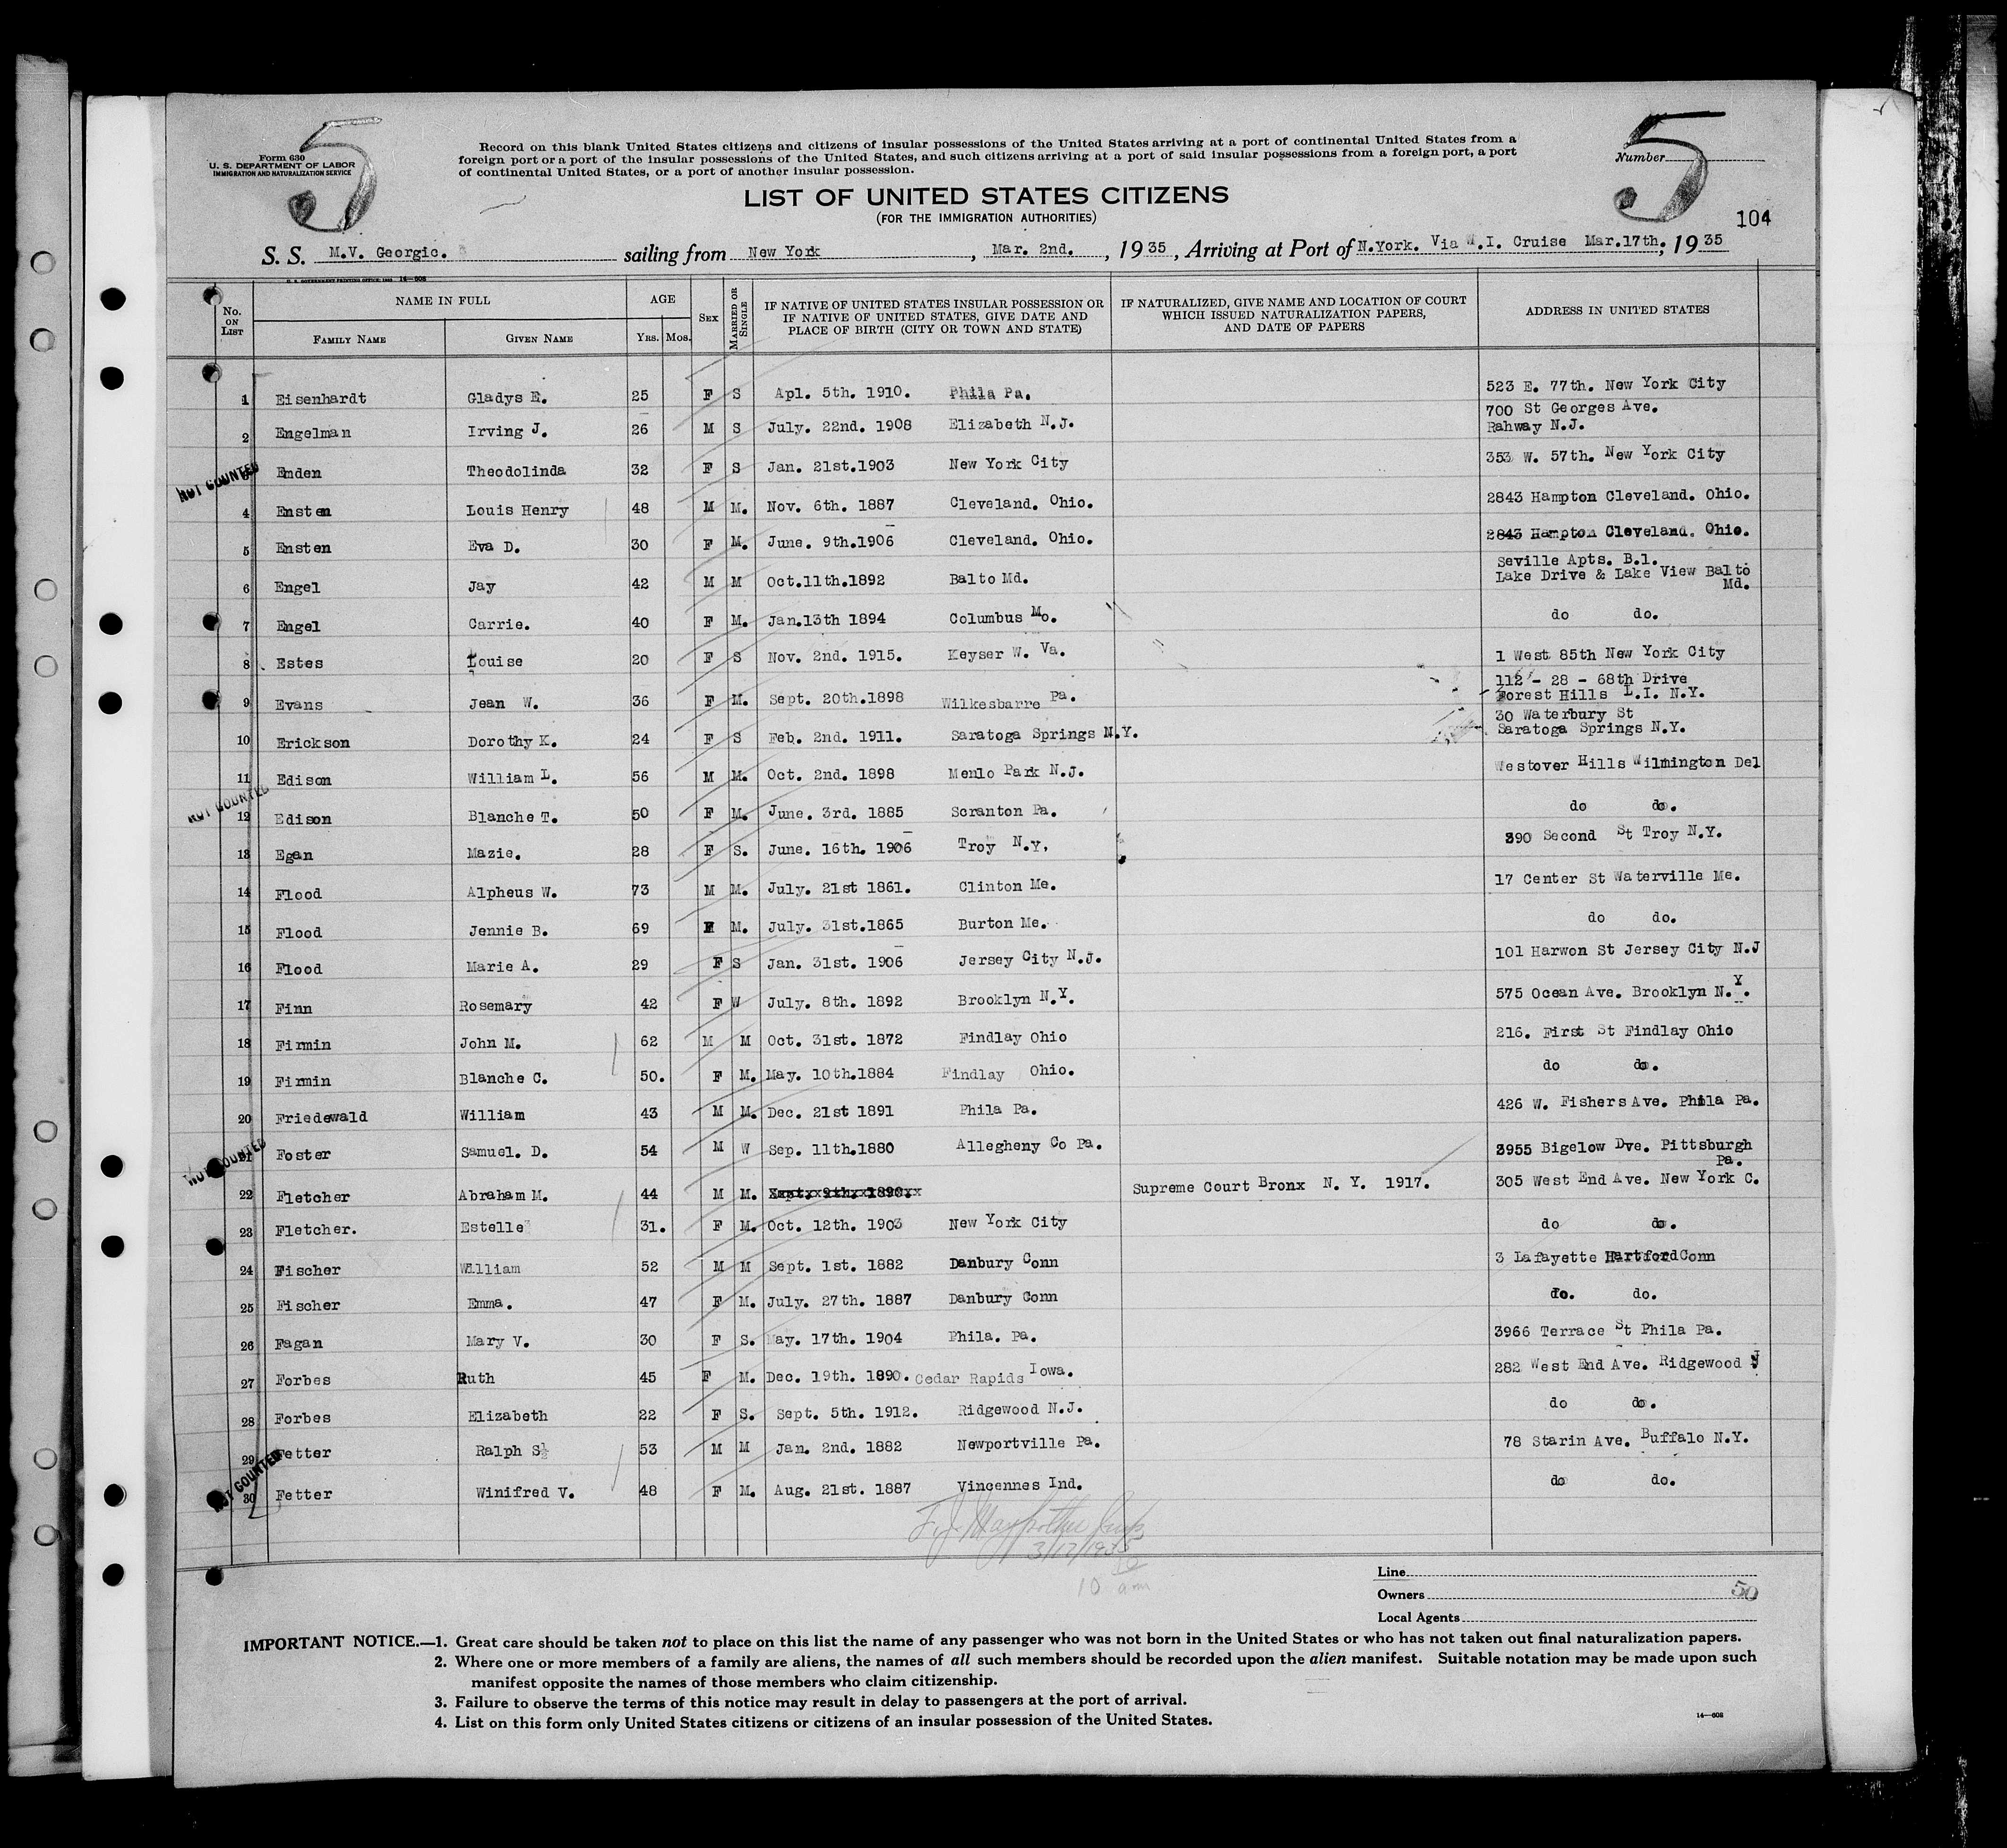 5
5
Form 630
U. S. DEPARTMENT OF LABOR
IMMIGRATION AND NATURALIZATION SERVICE
Record on this blank United States citizens and citizens of insular possessions of the United States arriving at a port of continental United States from a
foreign port or a port of the insular possessions of the United States, and such citizens arriving at a port of said insular possessions from a foreign port, a port
of continental United States, or a port of another insular possession.
Number
LIST OF UNITED STATES CITIZENS
(FOR THE IMMIGRATION AUTHORITIES)
104
S. S. M.V. Georgic. sailing from New York, Mar. 2nd., 1935, Arriving at Port of N.York. Via W.I. Cruise Mar.17th; 1935
No. ON LIST
NAME IN FULL
FAMILY NAME
GIVEN NAME
AGE
YRS. MOS.
SEX
MARRIED OR SINGLE
IF NATIVE OF UNITED STATES INSULAR POSSESSION OR
IF NATIVE OF UNITED STATES, GIVE DATE AND
PLACE OF BIRTH (CITY OR TOWN AND STATE)
IF NATURALIZED, GIVE NAME AND LOCATION OF COURT
WHICH ISSUED NATURALIZATION PAPERS,
AND DATE OF PAPERS
ADDRESS IN UNITED STATES
1 Eisenhardt Gladys E. 25 F S Apl. 5th. 1910. Phila Pa. 523 E. 77th. New York City
2 Engelman Irving J. 26 M S July. 22nd. 1908 Elizabeth N.J. 700 St Georges Ave.
Rahway N.J.
NOT COUNTED
Emden Theodolinda 32 F S Jan. 21st.1903 New York City 353 W. 57th. New York City
4 Ensten Louis Henry 48 M M. Nov. 6th. 1887 Cleveland. Ohio. 2843 Hampton Cleveland. Ohio.
5 Ensten Eva D. 30 F M. June. 9th.1906 Cleveland. Ohio. 2843 Hampton Cleveland. Ohio.
6 Engel Jay 42 M M Oct.11th.1892 Balto Md. Seville Apts. B.1.
Lake Drive & Lake View Balto
Md.
7 Engel Carrie. 40 F M. Jan.13th 1894 Columbus Mo. do do.
8 Estes Louise 20 F S Nov. 2nd. 1915. Keyser W. Va. 1 West 85th New York City
9 Evans Jean W. 36 F M. Sept. 20th.1898 Wilkesbarre Pa. 112 - 28 - 68th Drive
Forest Hills L.I. N.Y.
10 Erickson Dorothy K. 24 F S Feb. 2nd. 1911. Saratoga Springs N.Y. 30 Waterbury St
Saratoga Springs N.Y.
11 Edison William L. 56 M M. Oct. 2nd. 1898 Menlo Park N.J. Westover Hills Wilmington Del
NOT COUNTED
12 Edison Blanche T. 50 F M. June. 3rd. 1885 Scranton Pa. do do.
13 Egan Mazie. 28 F S. June. 16th. 1906 Troy N.Y. 390 Second St Troy N.Y.
14 Flood Alpheus W. 73 M M. July. 21st 1861. Clinton Me. 17 Center St Waterville Me.
15 Flood Jennie B. 69 F M. July. 31st.1865 Burton Me. do do.
16 Flood Marie A. 29 F S Jan. 31st. 1906 Jersey City N.J. 101 Harwon St Jersey City N.J
17 Finn Rosemary 42 F W July. 8th. 1892 Brooklyn N.Y. 575 Ocean Ave. Brooklyn N.Y.
18 Firmin John M. 62 M M Oct. 31st. 1872 Findlay Ohio 216. First St Findlay Ohio
19 Firmin Blanche C. 50. F M. May. 10th.1884 Findlay Ohio. do do.
20 Friedewald William 43 M M. Dec. 21st 1891 Phila Pa. 426 W. Fishers Ave. Phila Pa.
NOT COUNTED
21 Foster Samuel. D. 54 M W Sep. 11th.1880 Allegheny Co Pa. 3955 Bigelow Dve. Pittsburgh
Pa.
22 Fletcher Abraham M. 44 M M. Supreme Court Bronx N. Y. 1917. 305 West End Ave. New York C.
23 Fletcher. Estelle 31. F M. Oct. 12th. 1903 New York City do do.
24 Fischer William 52 M M Sept. 1st. 1882 Danbury Conn 3 Lafayette Hartford Conn
25 Fischer Emma. 47 F M. July. 27th. 1887 Danbury Conn do. do.
26 Fagan Mary V. 30 F S. May. 17th. 1904 Phila. Pa. 3966 Terrace St Phila Pa.
27 Forbes Ruth 45 F M. Dec. 19th. 1890. Cedar Rapids Iowa. 282 West End Ave. Ridgewood NJ
28 Forbes Elizabeth 22 F S. Sept. 5th. 1912. Ridgewood N.J. do do.
29 Fetter Ralph S½ 53 M M Jan. 2nd. 1882 Newportville Pa. 78 Starin Ave. Buffalo N.Y.
NOT COUNTED
30 Fetter Winifred V. 48 F M. Aug. 21st. 1887 Vincennes Ind. do do.
3/17/1935
10 am
Line
Owners 50
Local Agents
IMPORTANT NOTICE.—1. Great care should be taken not to place on this list the name of any passenger who was not born in the United States or who has not taken out final naturalization papers.
2. Where one or more members of a family are aliens, the names of all such members should be recorded upon the alien manifest. Suitable notation may be made upon such
manifest opposite the names of those members who claim citizenship.
3. Failure to observe the terms of this notice may result in delay to passengers at the port of arrival.
4. List on this form only United States citizens or citizens of an insular possession of the United States.
14—608